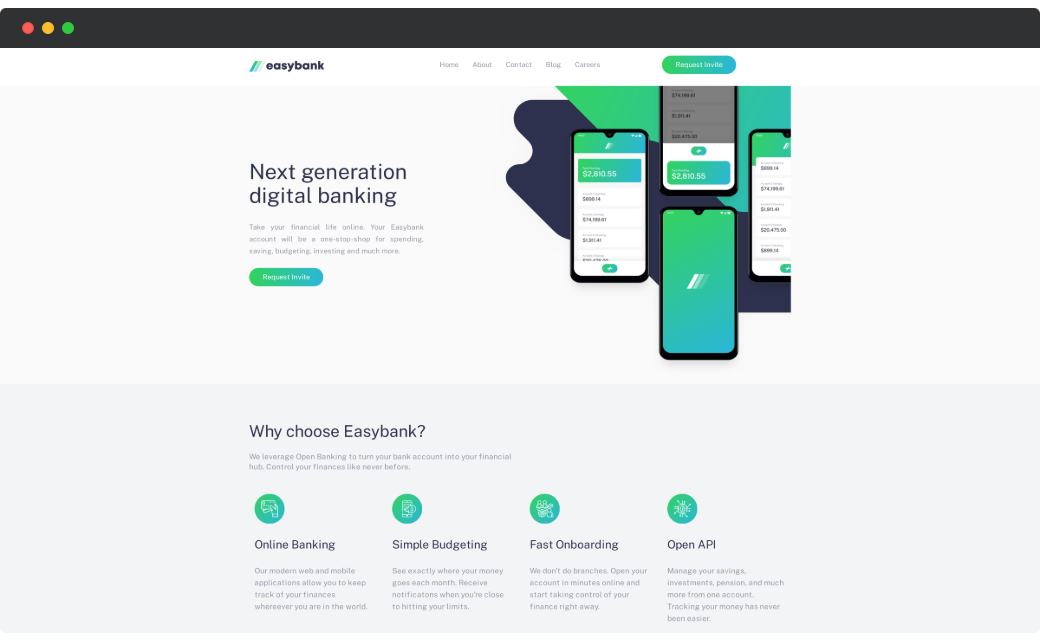 easybank
Home
About
Contact
Blog
Careers
Request Invite
Next generation
digital banking
Take your financial life online. Your Easybank
account will be a one-stop-shop for spending,
saving, budgeting, investing and much more.
Request Invite
$2,810.55
$898.14
$74,199.61
$1,911.41
$74,199.61
$1,911.41
$20,475.00
$2,810.55
$898.14
$74,199.61
$1,911.41
$20,475.00
$898.14
Why choose Easybank?
We leverage Open Banking to turn your bank account into your financial
hub. Control your finances like never before.
Online Banking
Our modern web and mobile
applications allow you to keep
track of your finances
whereever you are in the world.
Simple Budgeting
See exactly where your money
goes each month. Receive
notificatons when you're close
to hitting your limits.
Fast Onboarding
We don't do branches. Open your
account in minutes online and
start taking control of your
finance right away.
Open API
Manage your savings,
investments, pension, and much
more from one account.
Tracking your money has never
been easier.